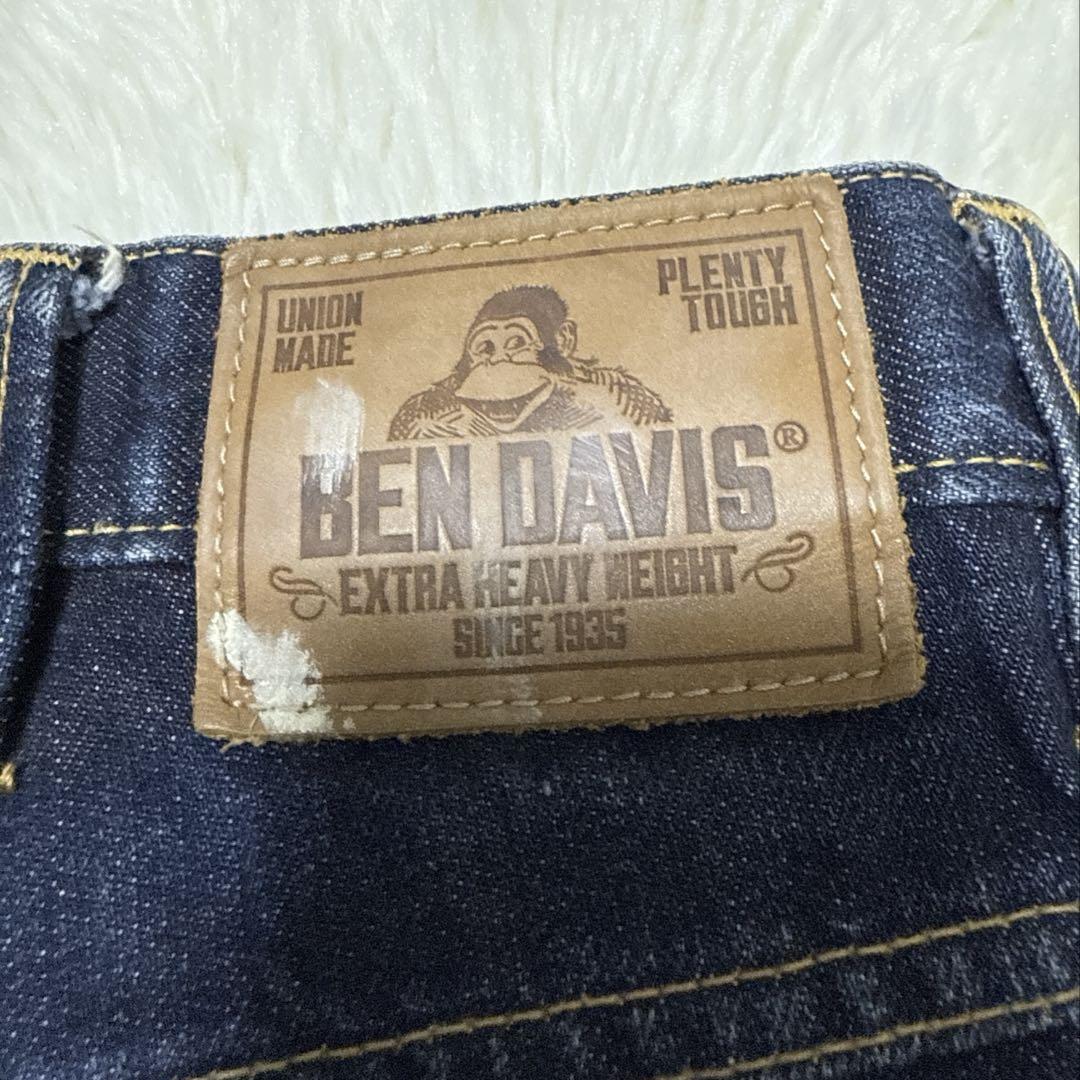 UNION
MADE
PLENTY
TOUGH
BEN DAVIS®
EXTRA HEAVY WEIGHT
SINCE 1935